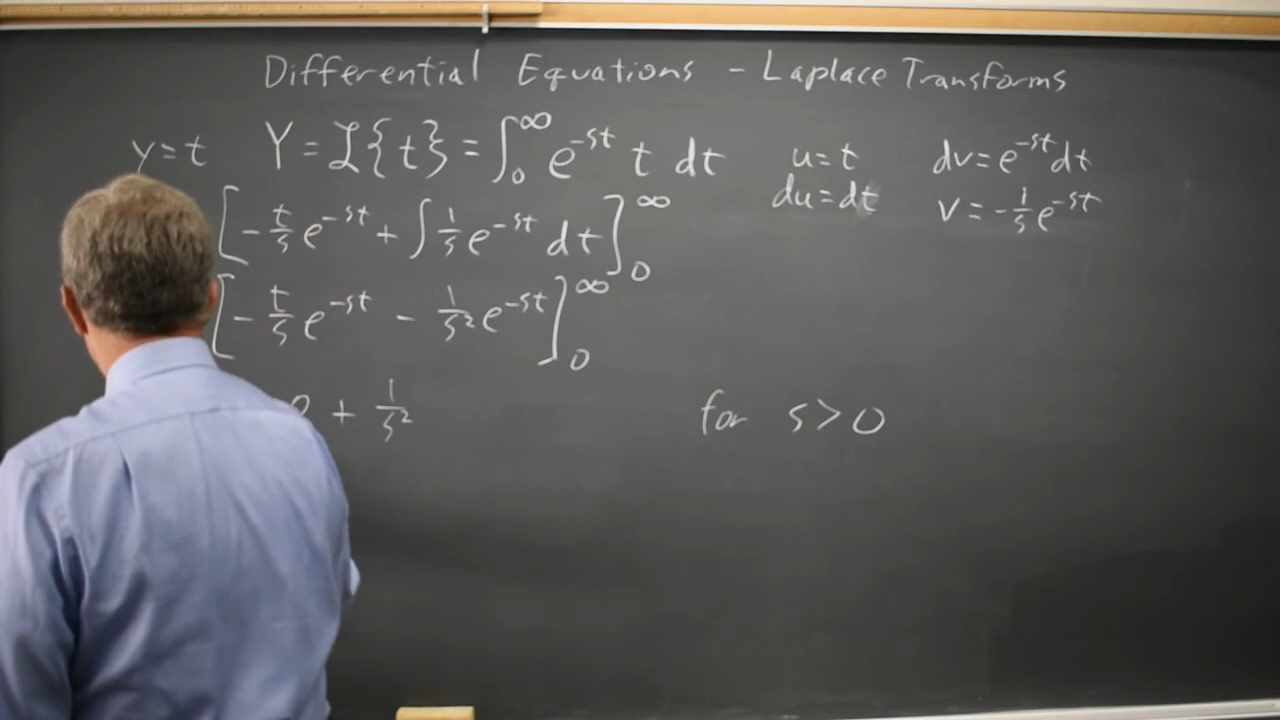 Differential Equations - Laplace Transforms
y=t Y=ℒ{t}=∫₀^∞ e^-st t dt u=t dv=e^-st dt
[-t/s e^-st + ∫1/s e^-st dt]₀^∞ du=dt v=-1/s e^-st
[-t/s e^-st - 1/s² e^-st]₀^∞
+ 1/s² for s>0